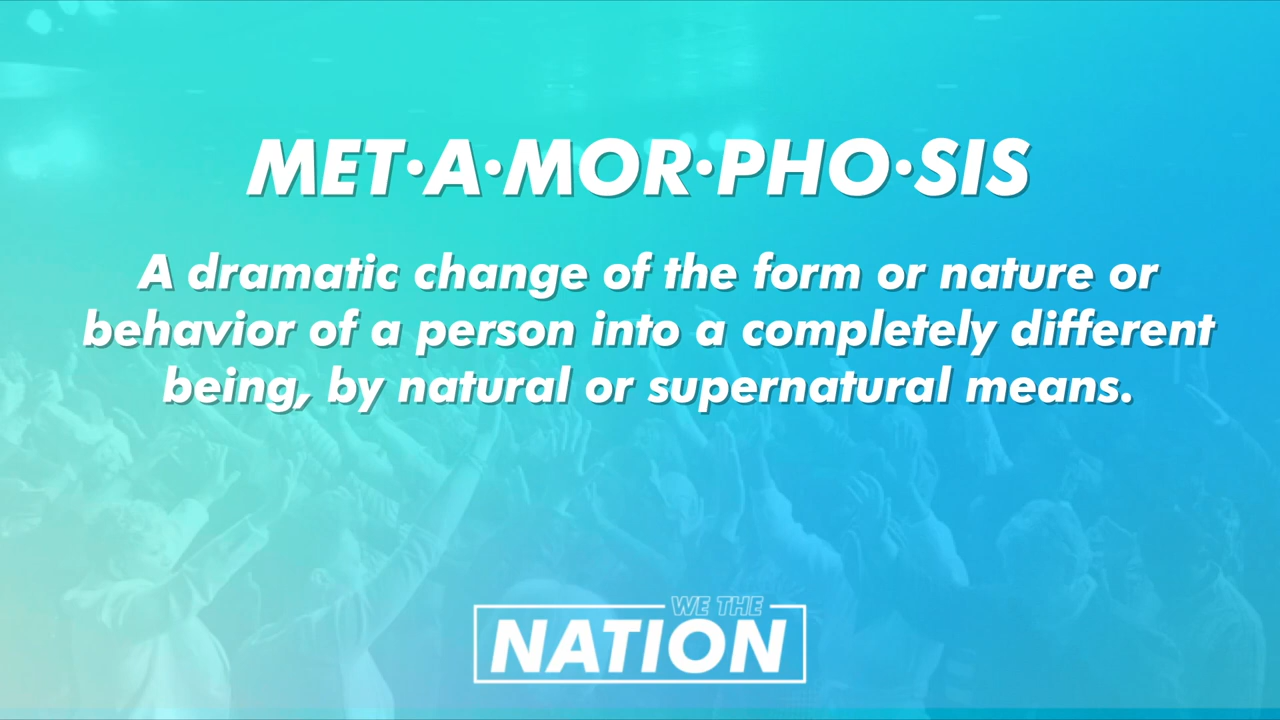 MET·A·MOR·PHO·SIS
A dramatic change of the form or nature or
behavior of a person into a completely different
being, by natural or supernatural means.
WE THE
NATION